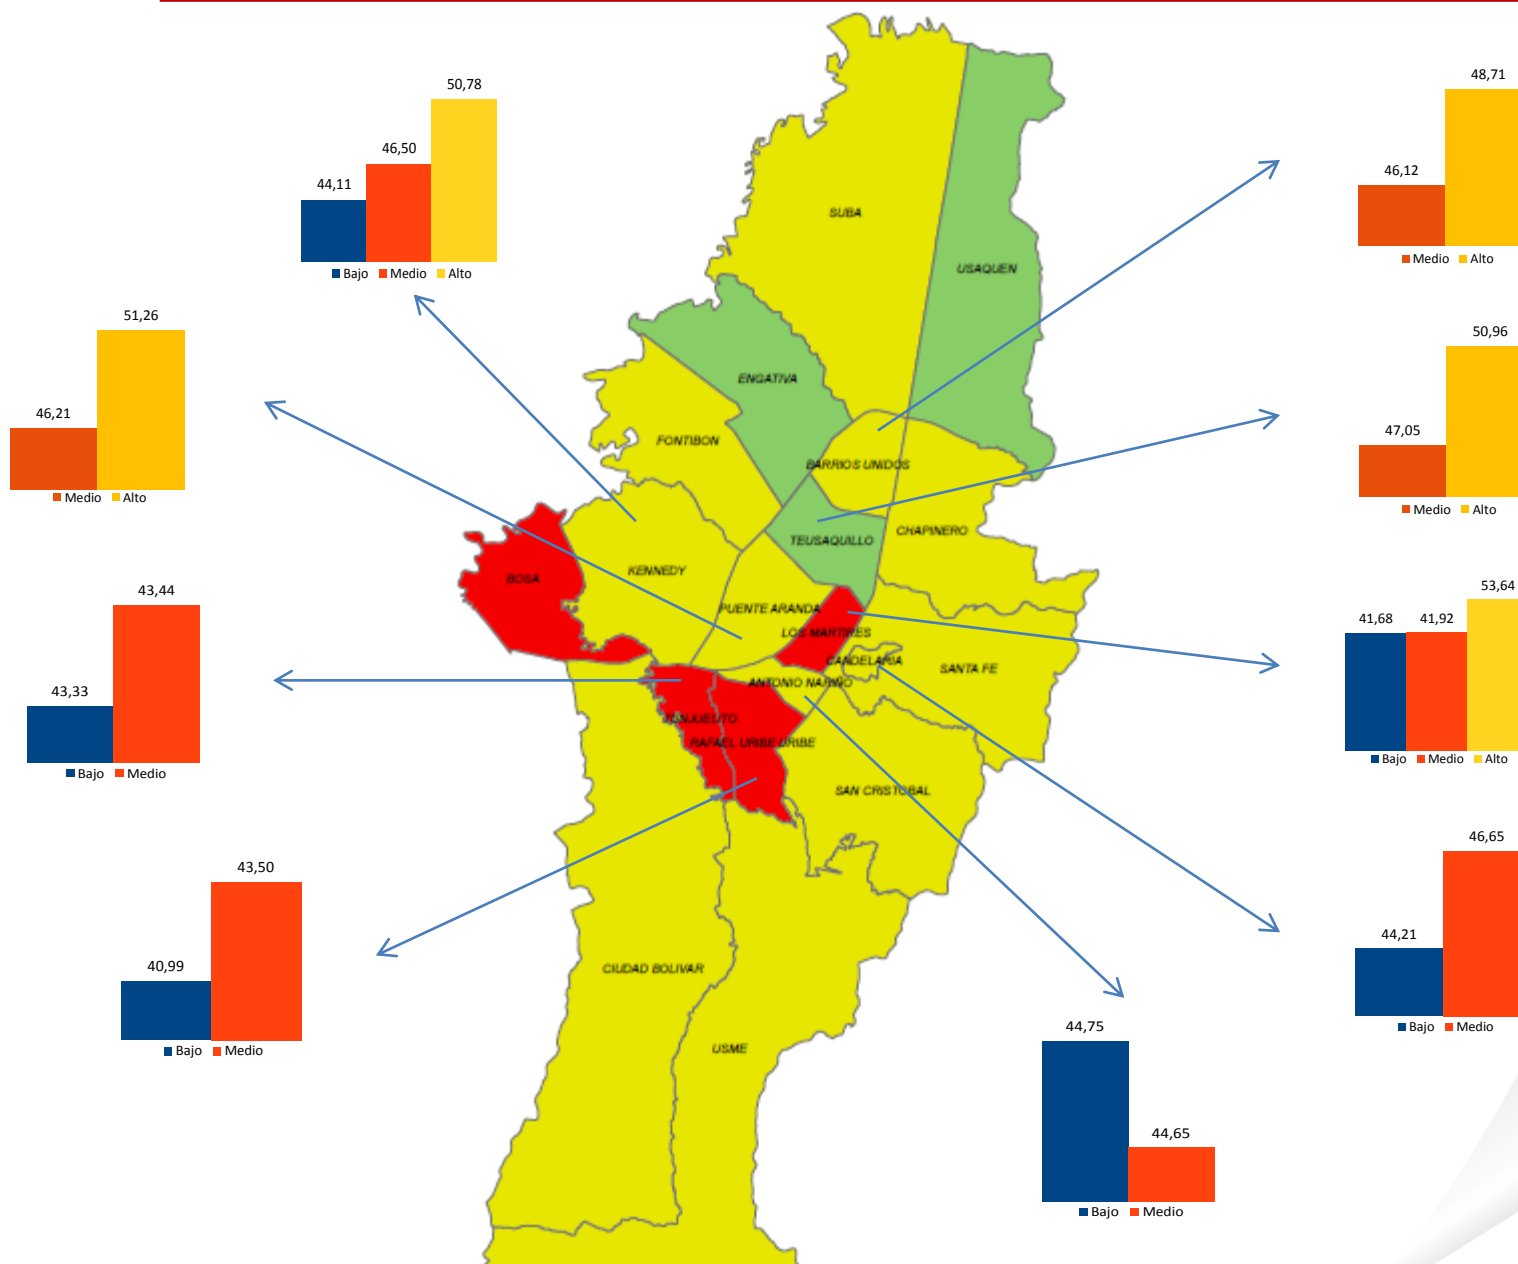 50,78
46,50
44,11
Bajo Medio Alto
48,71
46,12
Medio Alto
51,26
46,21
Medio Alto
50,96
47,05
Medio Alto
43,44
43,33
Bajo Medio
53,64
41,68 41,92
Bajo Medio Alto
43,50
40,99
Bajo Medio
46,65
44,21
Bajo Medio
44,75
44,65
Bajo Medio
SUBA
USAQUEN
ENGATIVA
FONTIBON
BARRIOS UNIDOS
CHAPINERO
TEUSAQUILLO
KENNEDY
BOSA
PUENTE ARANDA
LOS MARTIRES
CANDELARIA
SANTA FE
ANTONIO NARIÑO
TUNJUELITO
RAFAEL URIBE URIBE
SAN CRISTOBAL
CIUDAD BOLIVAR
USME